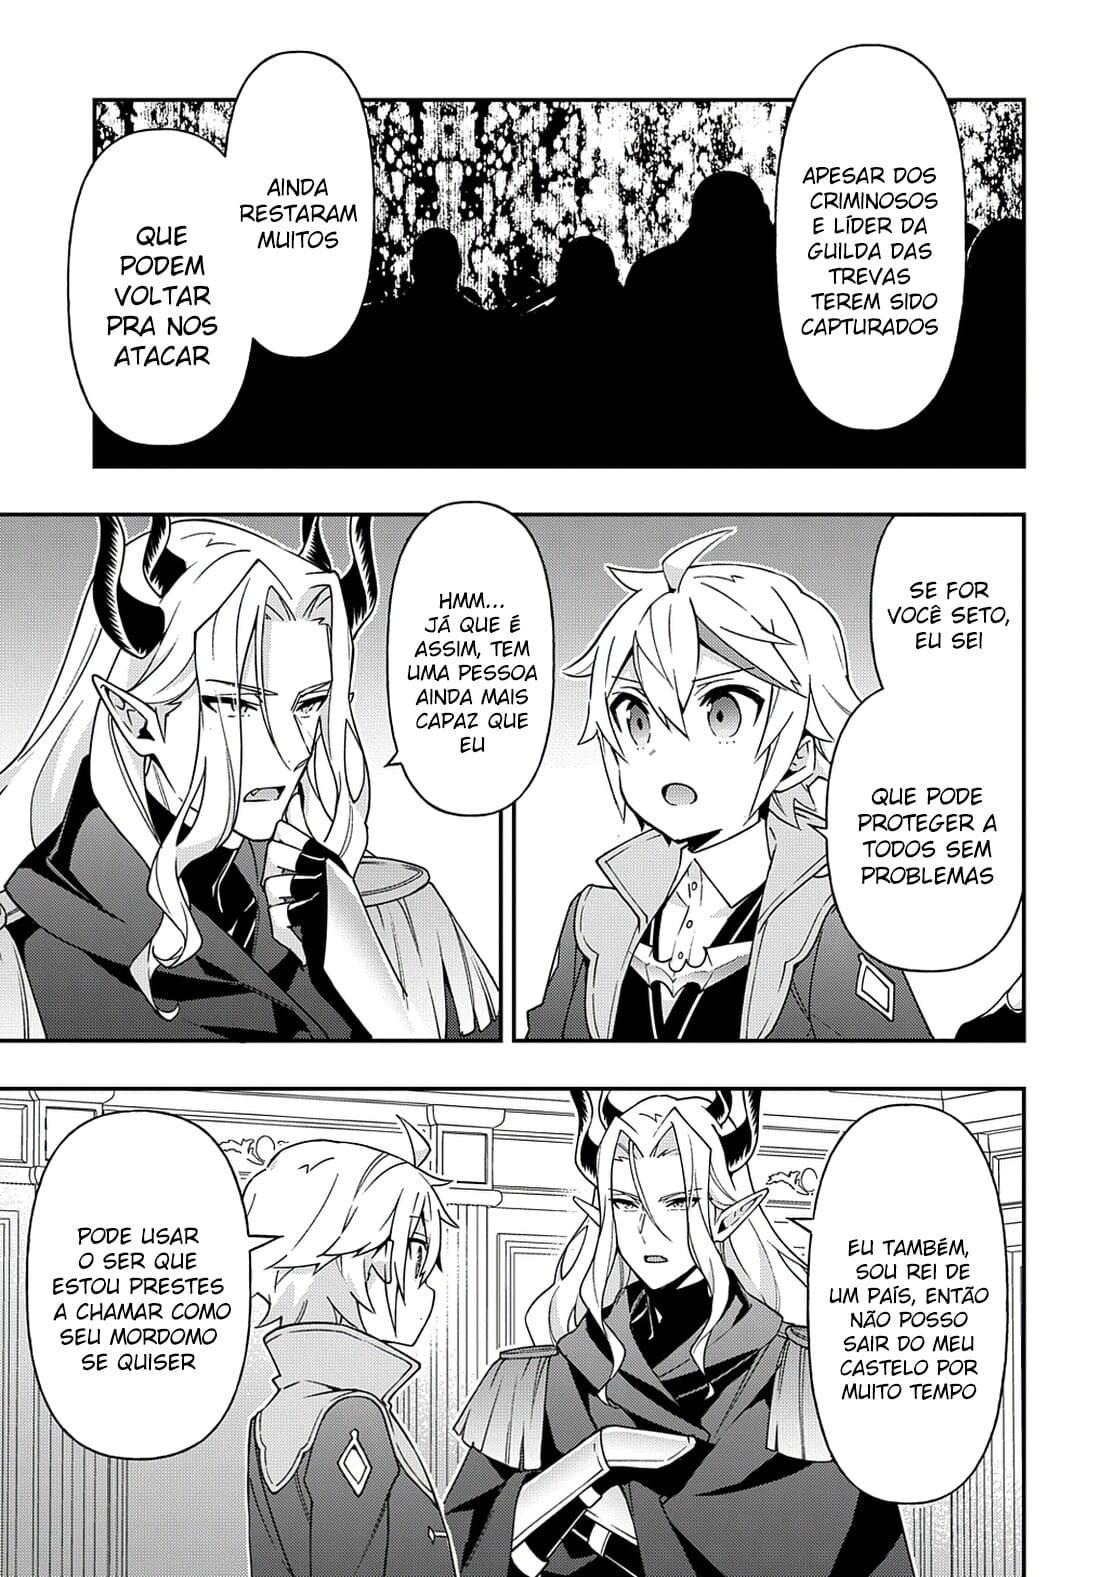 APESAR DOS
CRIMINOSOS
E LÍDER DA
GUILDA DAS
TREVAS
TEREM SIDO
CAPTURADOS
AINDA
RESTARAM
MUITOS
QUE
PODEM
VOLTAR
PRA NOS
ATACAR
SE FOR
VOCÊ SETO,
EU SEI
QUE PODE
PROTEGER A
TODOS SEM
PROBLEMAS
HMM...
JÁ QUE É
ASSIM, TEM
UMA PESSOA
AINDA MAIS
CAPAZ QUE
EU
EU TAMBÉM,
SOU REI DE
UM PAÍS, ENTÃO
NÃO POSSO
SAIR DO MEU
CASTELO POR
MUITO TEMPO
PODE USAR
O SER QUE
ESTOU PRESTES
A CHAMAR COMO
SEU MORDOMO
SE QUISER